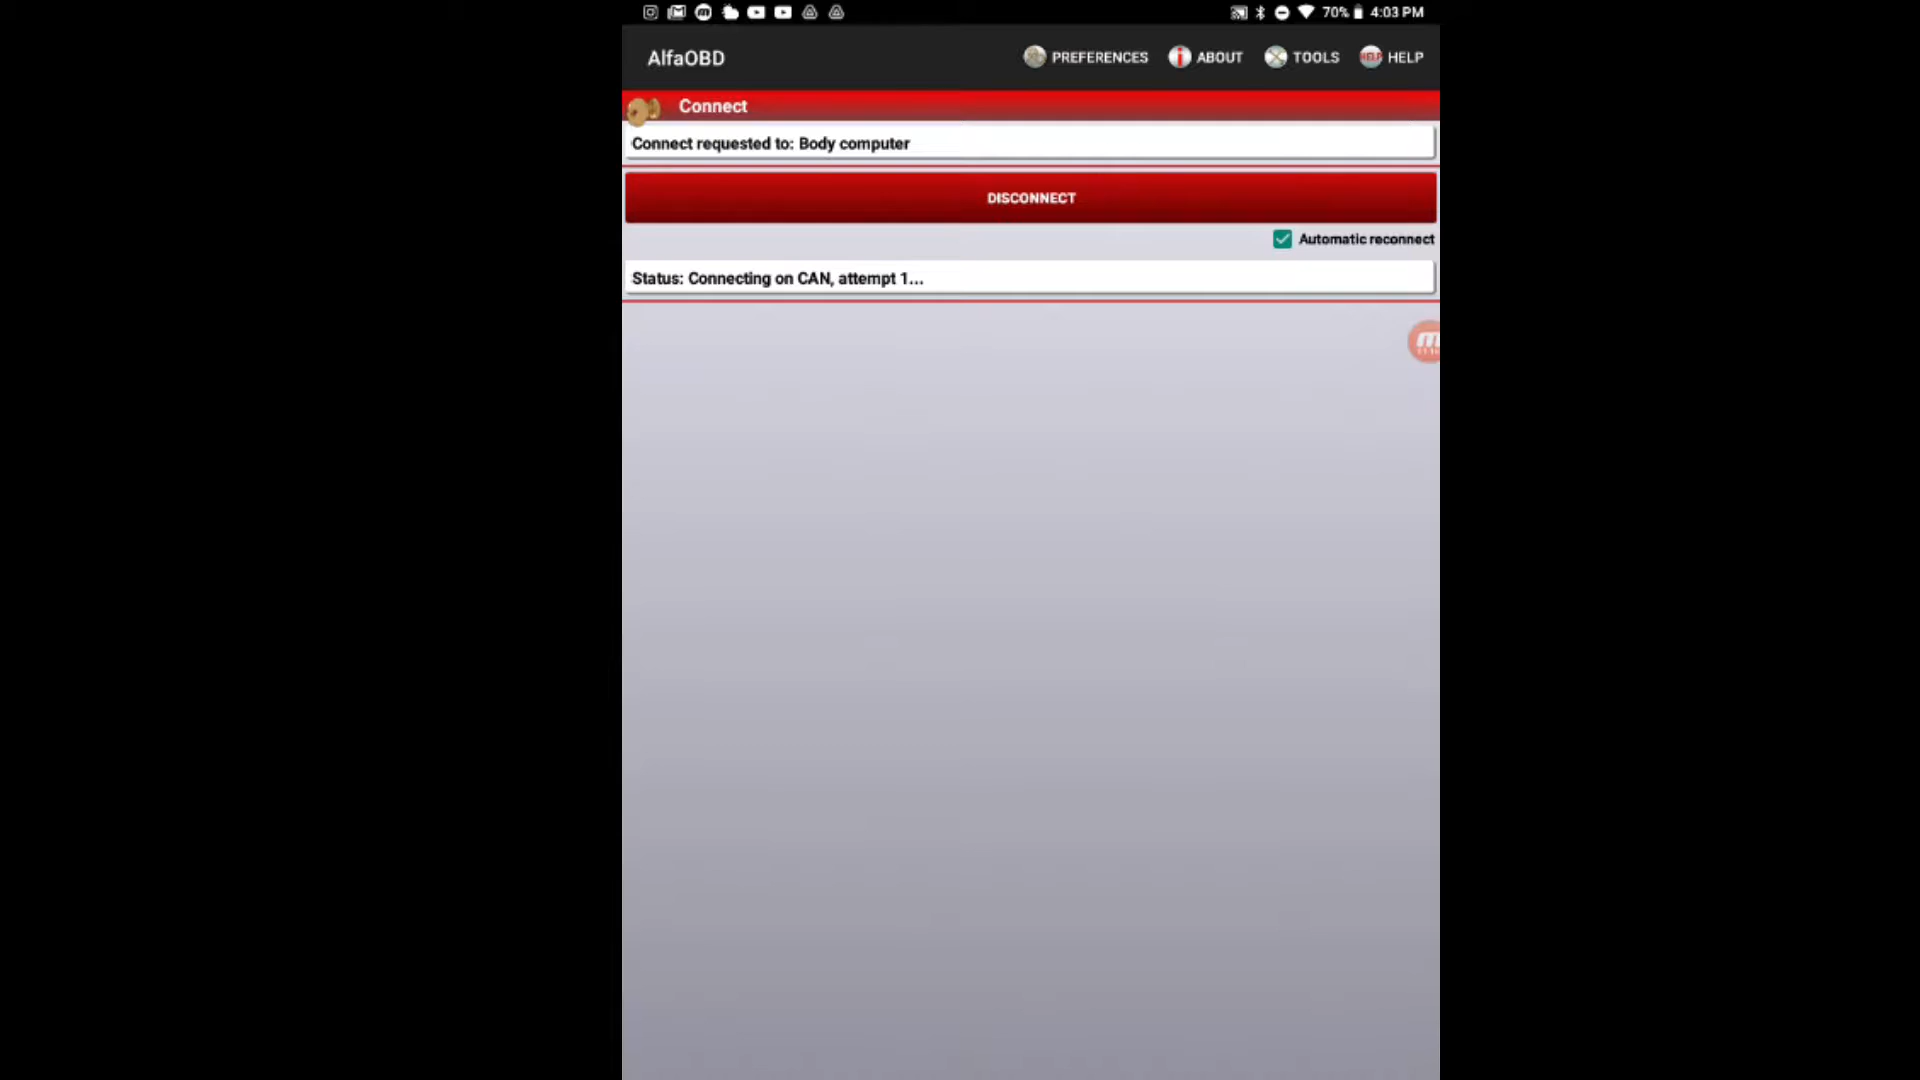 70% 4:03 PM
AlfaOBD PREFERENCES ABOUT TOOLS HELP
Connect
Connect requested to: Body computer
DISCONNECT
Automatic reconnect
Status: Connecting on CAN, attempt 1...